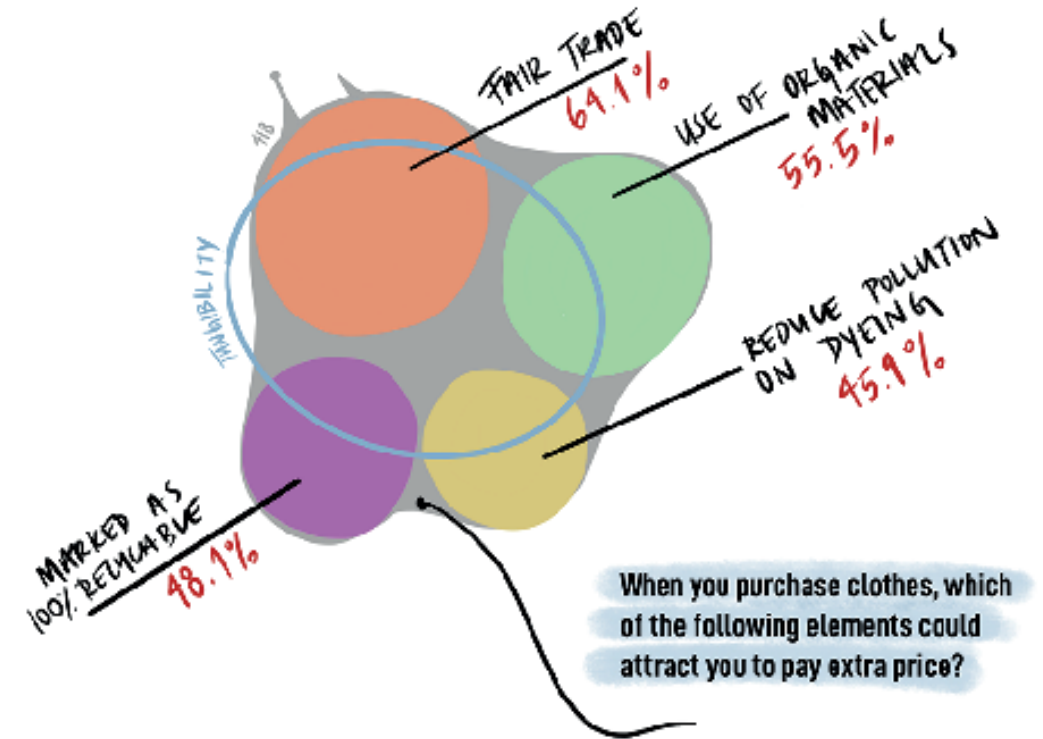 FAIR TRADE
64.1%
USE OF ORGANIC
MATERIALS
55.5%
TANGIBILITY
REDUCE POLLUTION
ON DYEING
45.9%
MARKED AS
100% RECYCLABLE
48.1%
When you purchase clothes, which
of the following elements could
attract you to pay extra price?